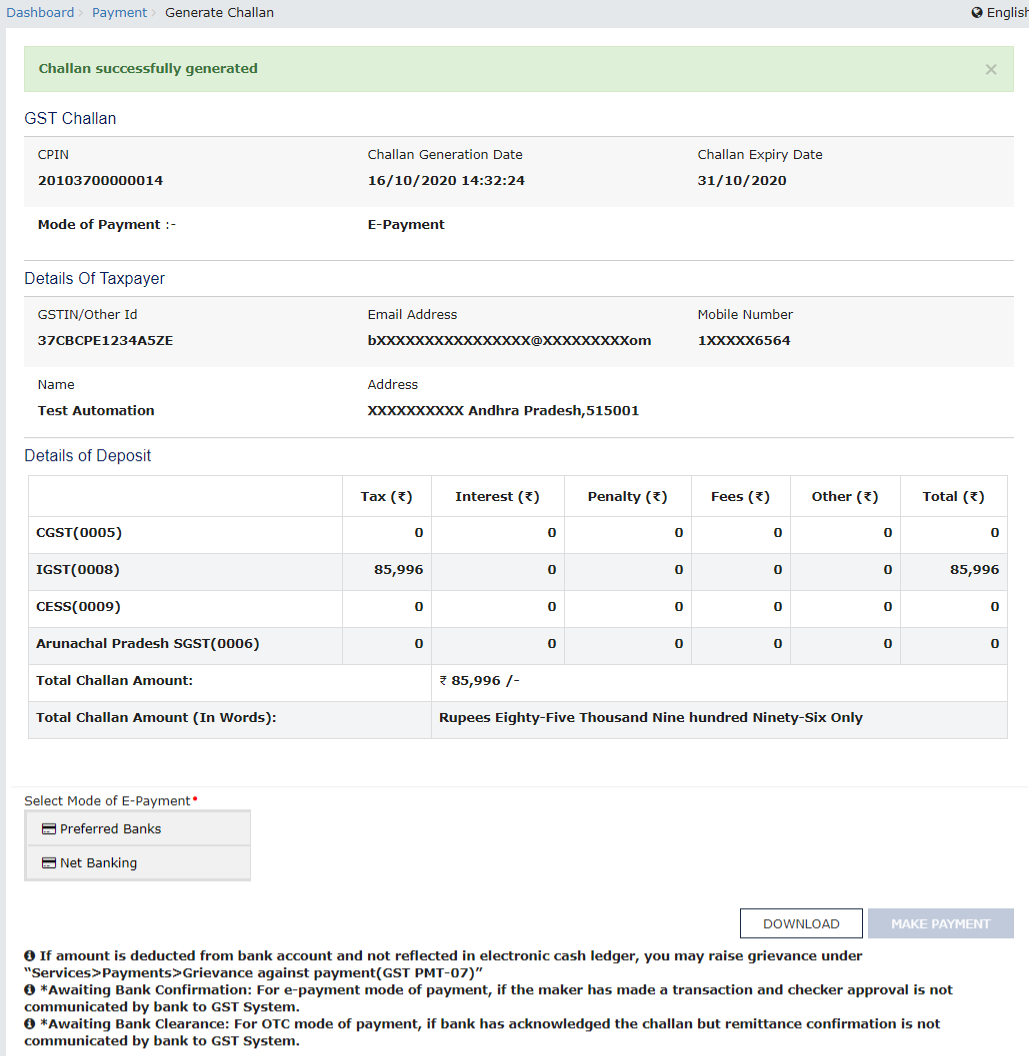 Dashboard > Payment > Generate Challan English
Challan successfully generated ×
GST Challan
CPIN Challan Generation Date Challan Expiry Date
20103700000014 16/10/2020 14:32:24 31/10/2020
Mode of Payment :- E-Payment
Details Of Taxpayer
GSTIN/Other Id Email Address Mobile Number
37CBCPE1234A5ZE bXXXXXXXXXXXXXXXX@XXXXXXXXXom 1XXXXX6564
Name Address
Test Automation XXXXXXXXXX Andhra Pradesh,515001
Details of Deposit
Tax (₹) Interest (₹) Penalty (₹) Fees (₹) Other (₹) Total (₹)
CGST(0005) 0 0 0 0 0 0
IGST(0008) 85,996 0 0 0 0 85,996
CESS(0009) 0 0 0 0 0 0
Arunachal Pradesh SGST(0006) 0 0 0 0 0 0
Total Challan Amount: ₹ 85,996 /-
Total Challan Amount (In Words): Rupees Eighty-Five Thousand Nine hundred Ninety-Six Only
Select Mode of E-Payment•
Preferred Banks
Net Banking
DOWNLOAD MAKE PAYMENT
If amount is deducted from bank account and not reflected in electronic cash ledger, you may raise grievance under
“Services>Payments>Grievance against payment(GST PMT-07)”
*Awaiting Bank Confirmation: For e-payment mode of payment, if the maker has made a transaction and checker approval is not
communicated by bank to GST System.
*Awaiting Bank Clearance: For OTC mode of payment, if bank has acknowledged the challan but remittance confirmation is not
communicated by bank to GST System.